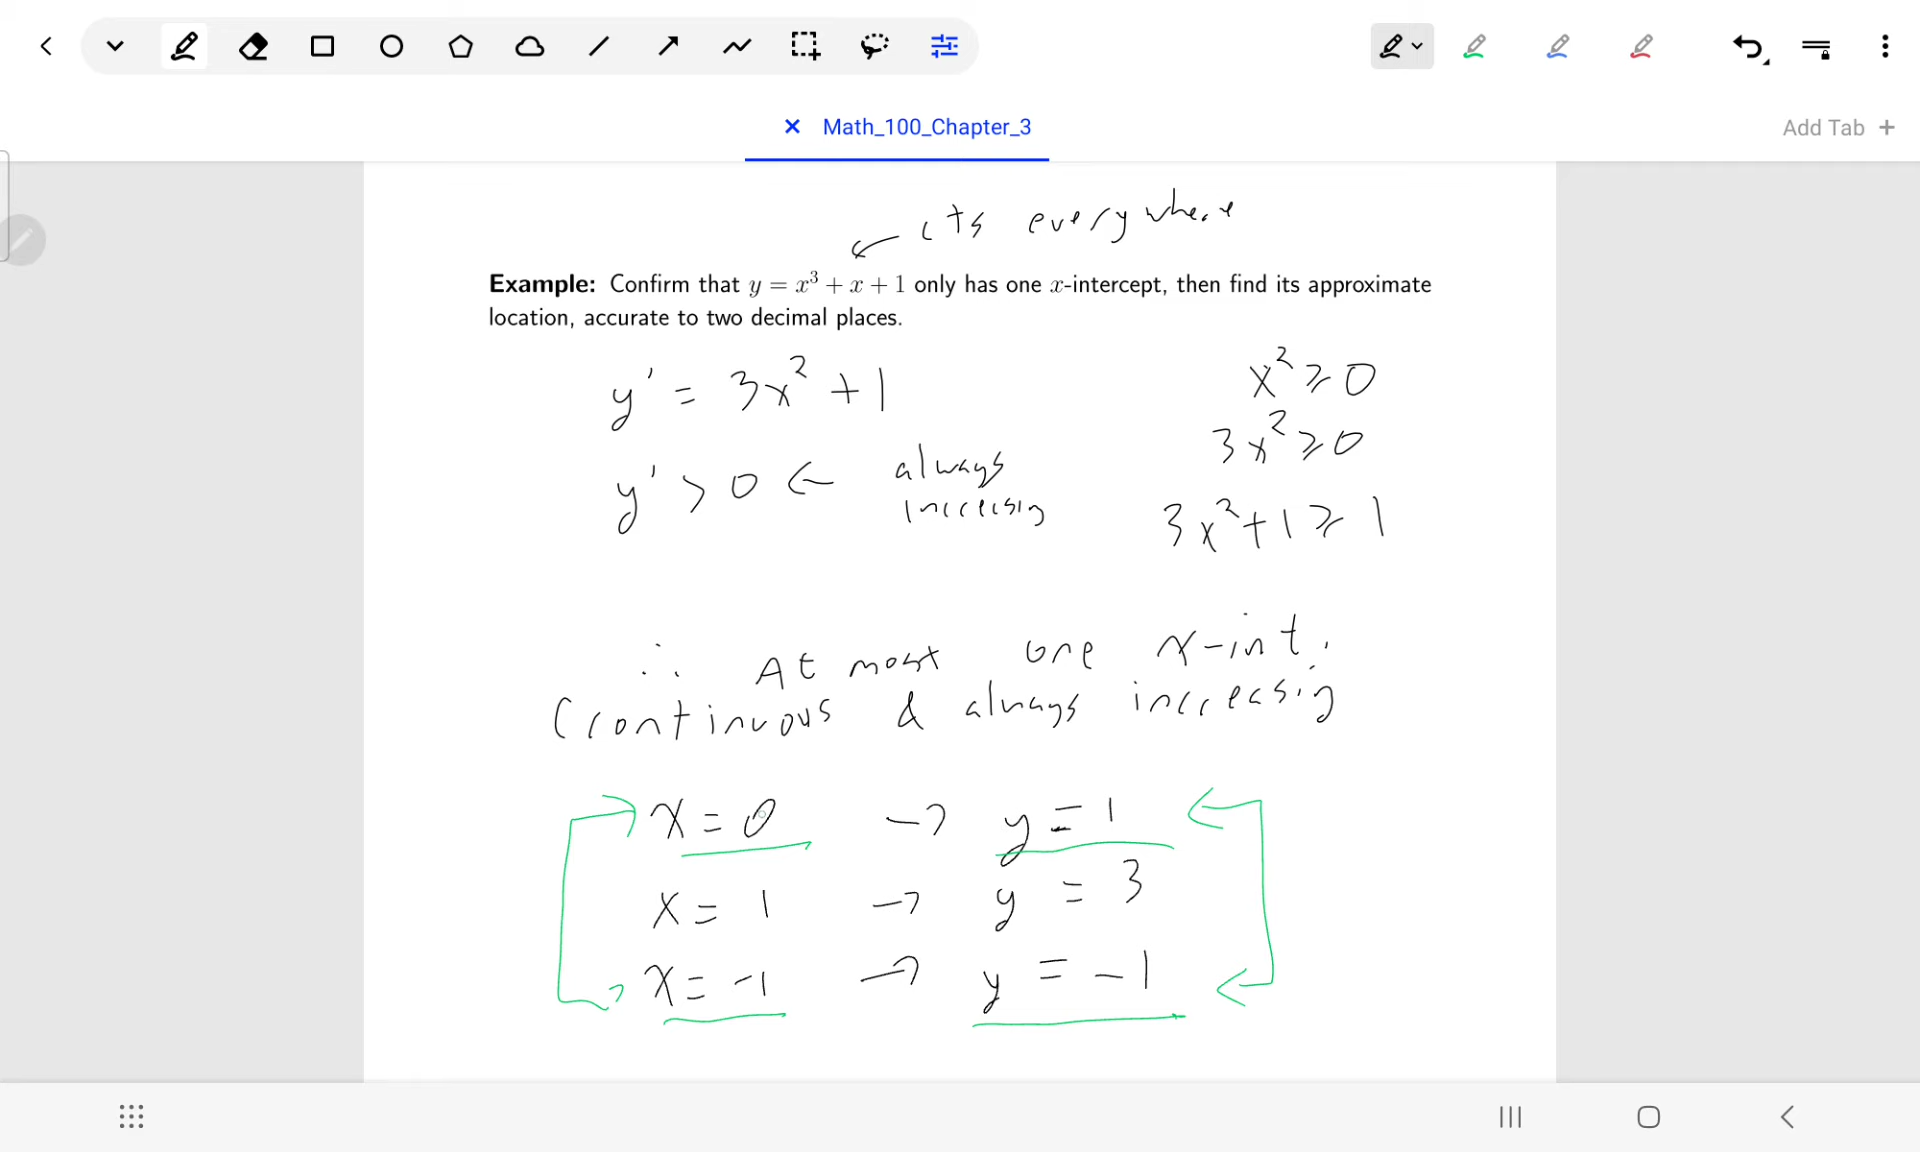 Math_100_Chapter_3
Add Tab +
cts everywhere
Example: Confirm that y = x³ + x + 1 only has one x-intercept, then find its approximate
location, accurate to two decimal places.
y' = 3x² + 1
x² ≥ 0
3x² ≥ 0
y' > 0 ← always
increasing
3x² + 1 ≥ 1
∴ At most one x-int.
(continuous & always increasing
x = 0 → y = 1
x = 1 → y = 3
x = -1 → y = -1